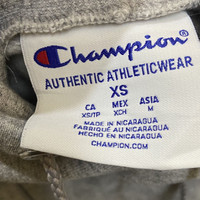 Champion
AUTHENTIC ATHLETICWEAR
XS
CA MEX ASIA
XS/TP XCH M
MADE IN NICARAGUA
FABRIQUÉ AU NICARAGUA
HECHO EN NICARAGUA
CHAMPION.COM